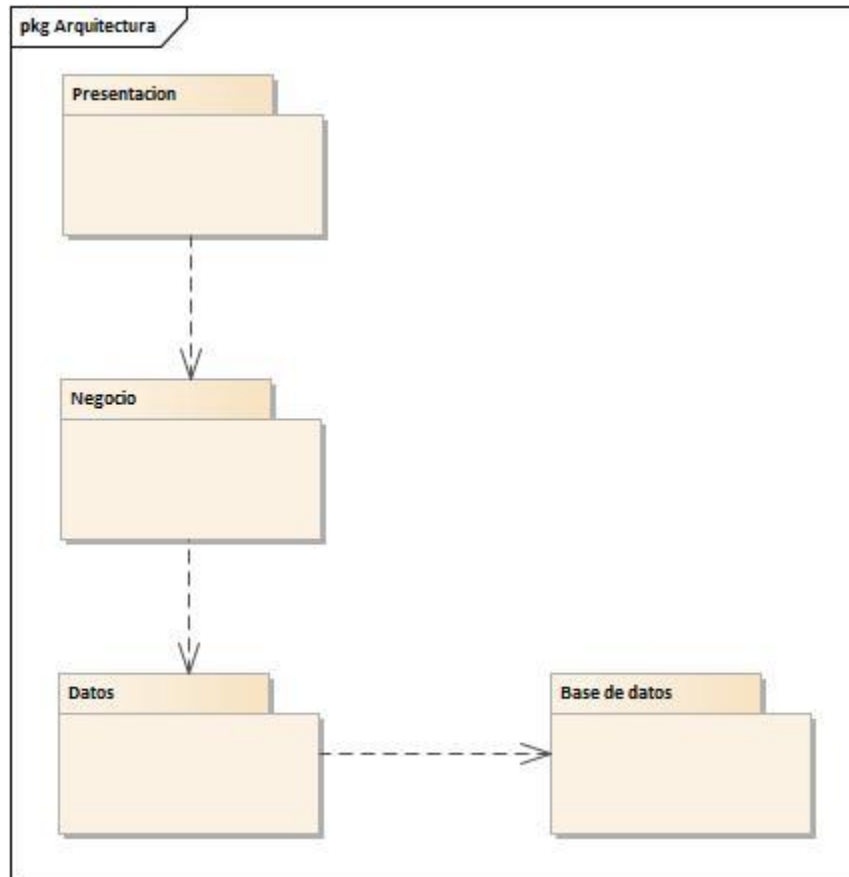 pkg Arquitectura
Presentacion
Negocio
Datos
Base de datos